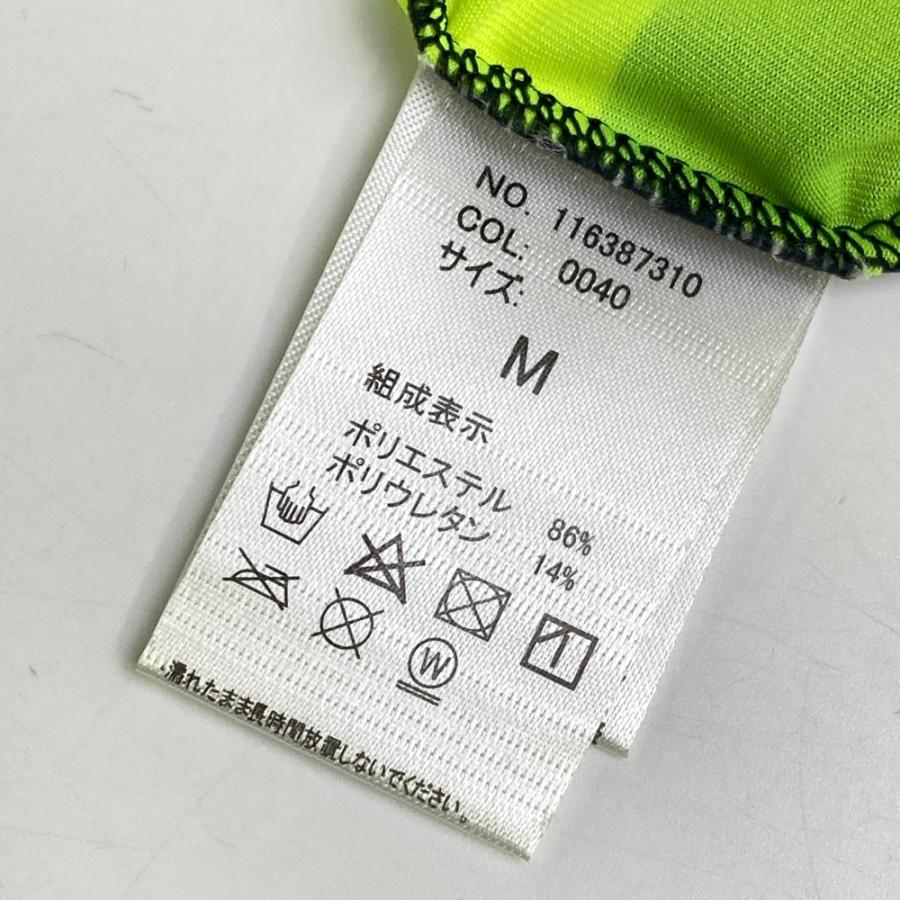 NO. 116387310
COL: 0040
サイズ:
M
組成表示
ポリエステル 86%
ポリウレタン 14%
W
濡れたまま長時間放置しないでください。